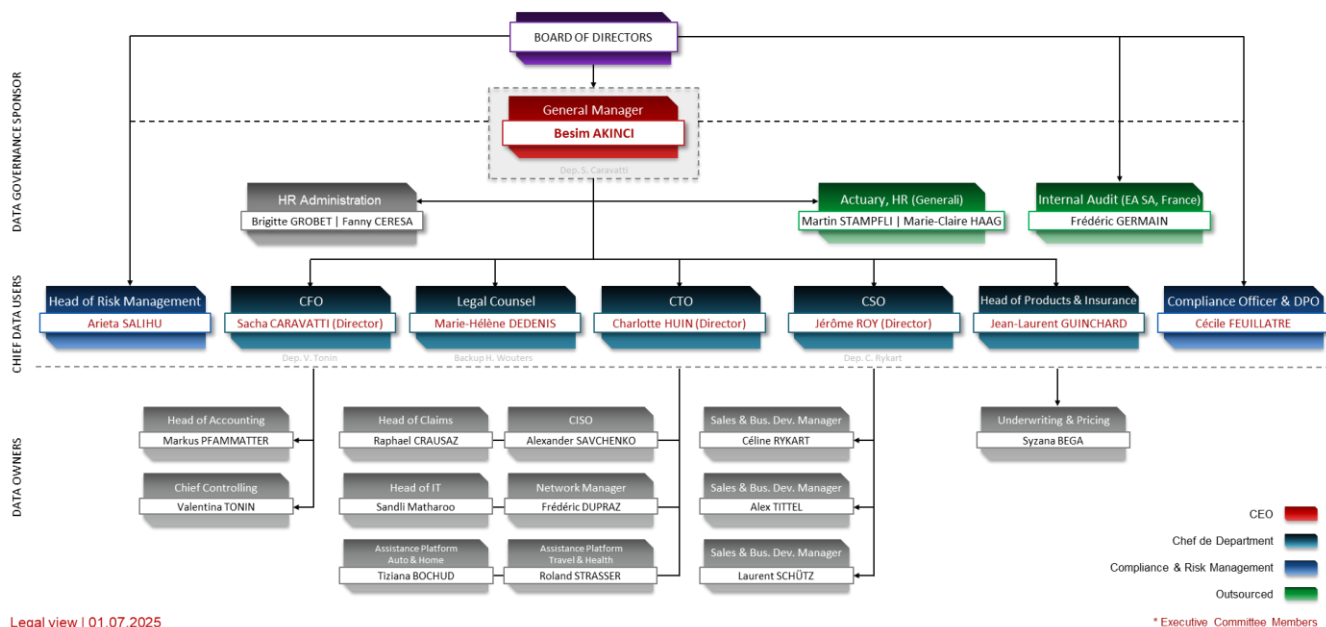 BOARD OF DIRECTORS
DATA GOVERNANCE SPONSOR
General Manager
Besim AKINCI
Dep. S. Caravatti
HR Administration
Brigitte GROBET | Fanny CERESA
Actuary, HR (Generali)
Martin STAMPFLI | Marie-Claire HAAG
Internal Audit (EA SA, France)
Frédéric GERMAIN
CHIEF DATA USERS
Head of Risk Management
Arieta SALIHU
CFO
Sacha CARAVATTI (Director)
Dep. V. Tonin
Legal Counsel
Marie-Hélène DEDENIS
Backup H. Wouters
CTO
Charlotte HUIN (Director)
CSO
Jérôme ROY (Director)
Dep. C. Rykart
Head of Products & Insurance
Jean-Laurent GUINCHARD
Compliance Officer & DPO
Cécile FEUILLATRE
DATA OWNERS
Head of Accounting
Markus PFAMMATTER
Head of Claims
Raphael CRAUSAZ
CISO
Alexander SAVCHENKO
Sales & Bus. Dev. Manager
Céline RYKART
Underwriting & Pricing
Syzana BEGA
Chief Controlling
Valentina TONIN
Head of IT
Sandli Matharoo
Network Manager
Frédéric DUPRAZ
Sales & Bus. Dev. Manager
Alex TITTEL
Assistance Platform
Auto & Home
Tiziana BOCHUD
Assistance Platform
Travel & Health
Roland STRASSER
Sales & Bus. Dev. Manager
Laurent SCHÜTZ
CEO
Chef de Department
Compliance & Risk Management
Outsourced
Legal view | 01.07.2025
* Executive Committee Members